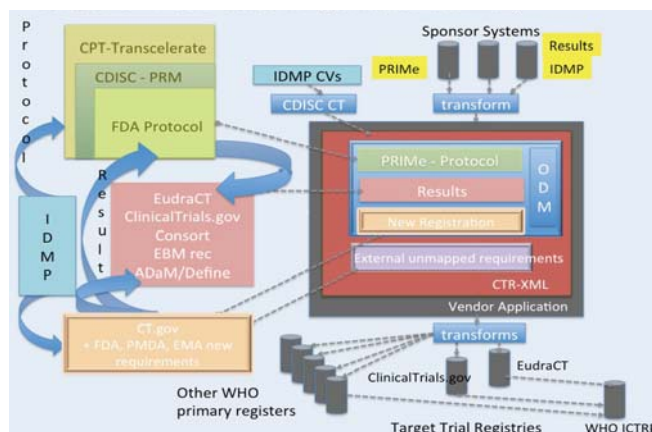 Protocol
CPT-Transcelerate
CDISC - PRM
FDA Protocol
Result
IDMP
EudraCT
ClinicalTrials.gov
Consort
EBM rec
ADaM/Define
CT.gov
+ FDA, PMDA, EMA new
requirements
Sponsor Systems
PRIMe
Results
IDMP
IDMP CVs
CDISC CT
transform
PRIMe - Protocol
Results
New Registration
ODM
External unmapped requirements
CTR-XML
Vendor Application
transforms
Other WHO
primary registers
ClinicalTrials.gov
EudraCT
Target Trial Registries
WHO ICTRP